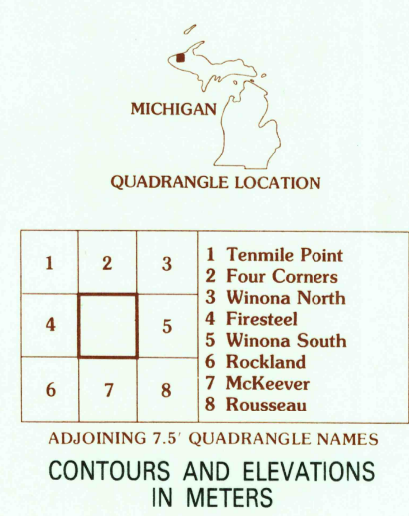 MICHIGAN
QUADRANGLE LOCATION
1 2 3
4 5
6 7 8
1 Tenmile Point
2 Four Corners
3 Winona North
4 Firesteel
5 Winona South
6 Rockland
7 McKeever
8 Rousseau
ADJOINING 7.5′ QUADRANGLE NAMES
CONTOURS AND ELEVATIONS
IN METERS